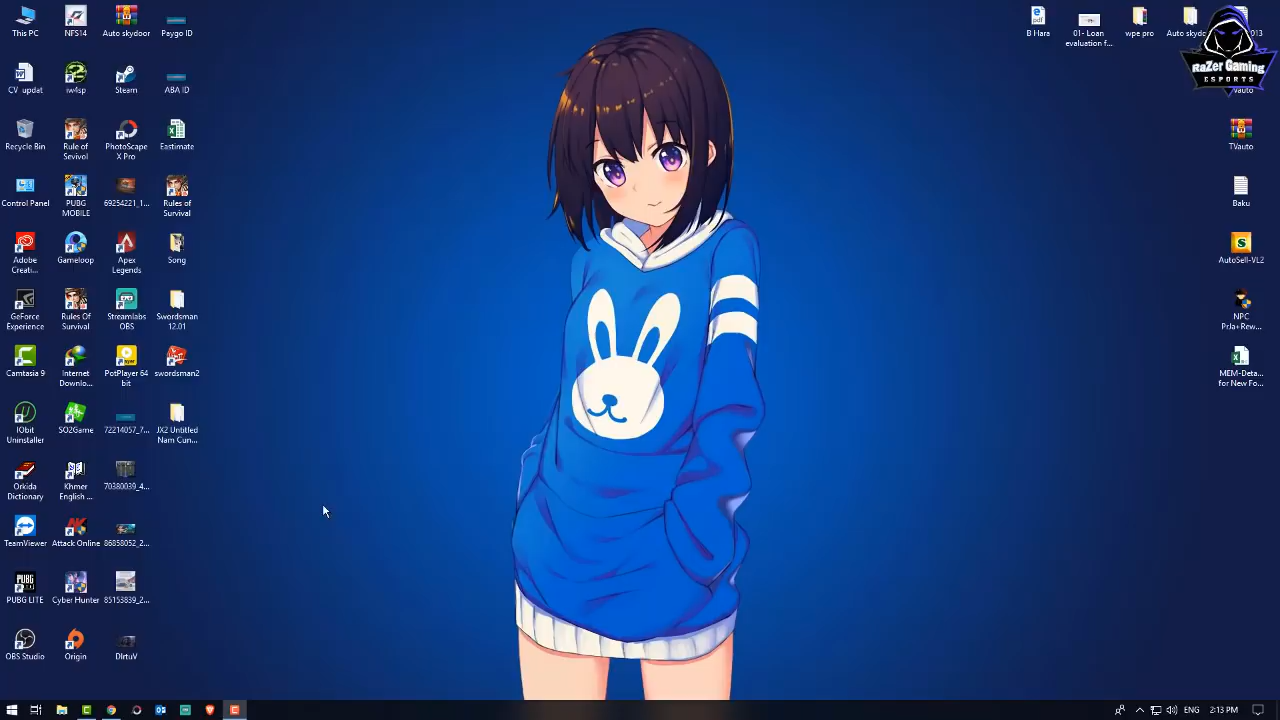 This PC
NFS14
Auto skydoor
Paygo ID
CV_updat
iw4sp
Steam
ABA ID
Recycle Bin
Rule of
Sevivol
PhotoScape
X Pro
Eastimate
Control Panel
PUBG
MOBILE
69254221_1...
Rules of
Survival
Adobe
Creati...
Gameloop
Apex
Legends
Song
GeForce
Experience
Rules Of
Survival
Streamlabs
OBS
Swordsman
12.01
Camtasia 9
Internet
Downlo...
PotPlayer 64
bit
swordsman2
IObit
Uninstaller
SO2Game
72214057_7...
JX2 Untitled
Nam Cun...
Orkida
Dictionary
Khmer
English ...
70380039_4...
TeamViewer
Attack Online
86858052_2...
PUBG LITE
Cyber Hunter
85153839_2...
OBS Studio
Origin
DIrtuV
B Hara
01- Loan
evaluation f...
wpe pro
Auto skydo
013
RaZer Gaming
ESPORTS
Vauto
TVauto
Baku
AutoSell-VL2
NPC
PrJa+Rew...
MEM-Deta...
for New Fo...
ENG
2:13 PM